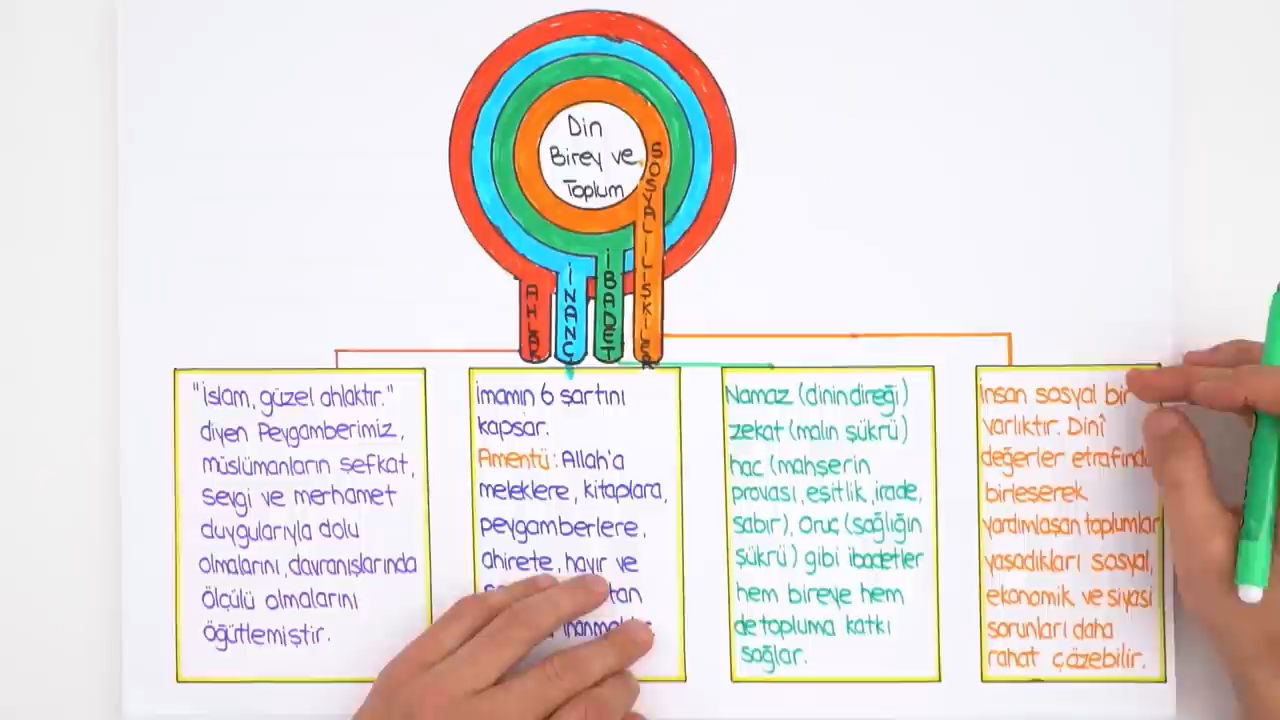 Din
Birey ve
Toplum
AHLAK
İNANÇ
İBADET
SOSYAL İLİŞKİLER
"İslam, güzel ahlaktır."
diyen Peygamberimiz,
müslümanların şefkat,
sevgi ve merhamet
duygularıyla dolu
olmalarını, davranışlarında
ölçülü olmalarını
öğütlemiştir.
İmanın 6 şartını
kapsar.
Amentü: Allah'a
meleklere, kitaplara,
peygamberlere,
ahirete, hayır ve
Namaz (dinin direği)
zekat (malın şükrü)
hac (mahşerin
provası, eşitlik, irade,
sabır), Oruç (sağlığın
şükrü) gibi ibadetler
hem bireye hem
de topluma katkı
sağlar.
İnsan sosyal bir
varlıktır. Dinî
değerler etrafında
birleşerek
yardımlaşan toplumlar
yaşadıkları sosyal,
ekonomik ve siyasi
sorunları daha
rahat çözebilir.